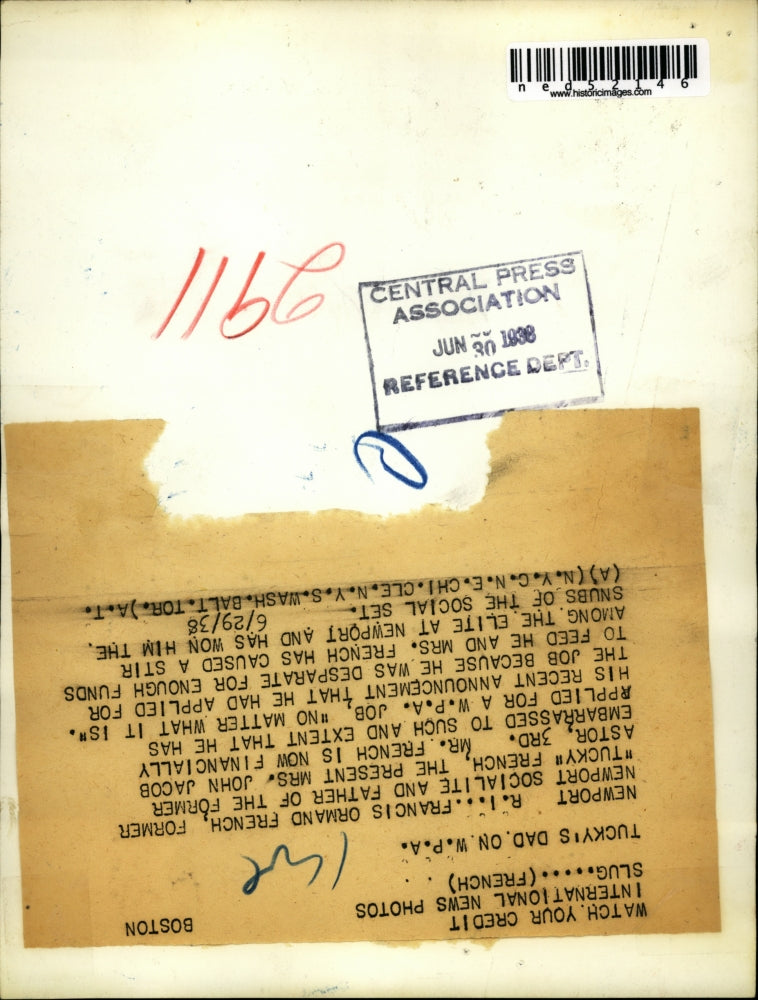 ned52146
www.historicimages.com
CENTRAL PRESS
ASSOCIATION
JUN 30 1938
REFERENCE DEPT.
WATCH YOUR CREDIT
INTERNATIONAL NEWS PHOTOS BOSTON
SLUG.....(FRENCH)
TUCKY'S DAD ON W.P.A.
NEWPORT R.I....FRANCIS ORMAND FRENCH, FORMER
NEWPORT SOCIALITE AND FATHER OF THE FORMER
"TUCKY" FRENCH, THE PRESENT MRS. JOHN JACOB
ASTOR, 3RD. MR. FRENCH IS NOW FINANCIALLY
EMBARRASSED TO SUCH AND EXTENT THAT HE HAS
APPLIED FOR A W.P.A. JOB, "NO MATTER WHAT IT IS".
HIS RECENT ANNOUNCEMENT THAT HE HAD APPLIED FOR
THE JOB BECAUSE HE WAS DESPARATE FOR ENOUGH FUNDS
TO FEED HE AND MRS. FRENCH HAS CAUSED A STIR
AMONG THE ELITE AT NEWPORT AND HAS WON HIM THE
SNUBS OF THE SOCIAL SET. 6/29/38
(A)(N.Y.C.N.E.CHI.CLE.N.Y.S.WASH.BALT.TOR.)A.T.